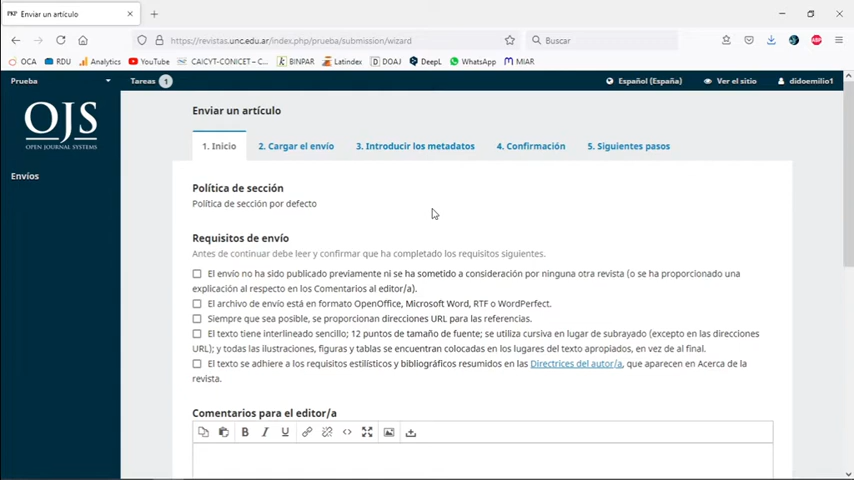 Enviar un artículo
https://revistas.unc.edu.ar/index.php/prueba/submission/wizard
Buscar
OCA RDU Analytics YouTube CAICYT-CONICET – C... BINPAR Latindex DOAJ DeepL WhatsApp MIAR
Prueba Tareas 1 Español (España) Ver el sitio didoemilio1
OJS
OPEN JOURNAL SYSTEMS
Envíos
Enviar un artículo
1. Inicio 2. Cargar el envío 3. Introducir los metadatos 4. Confirmación 5. Siguientes pasos
Política de sección
Política de sección por defecto
Requisitos de envío
Antes de continuar debe leer y confirmar que ha completado los requisitos siguientes.
El envío no ha sido publicado previamente ni se ha sometido a consideración por ninguna otra revista (o se ha proporcionado una
explicación al respecto en los Comentarios al editor/a).
El archivo de envío está en formato OpenOffice, Microsoft Word, RTF o WordPerfect.
Siempre que sea posible, se proporcionan direcciones URL para las referencias.
El texto tiene interlineado sencillo; 12 puntos de tamaño de fuente; se utiliza cursiva en lugar de subrayado (excepto en las direcciones
URL); y todas las ilustraciones, figuras y tablas se encuentran colocadas en los lugares del texto apropiados, en vez de al final.
El texto se adhiere a los requisitos estilísticos y bibliográficos resumidos en las Directrices del autor/a, que aparecen en Acerca de la
revista.
Comentarios para el editor/a
B I U